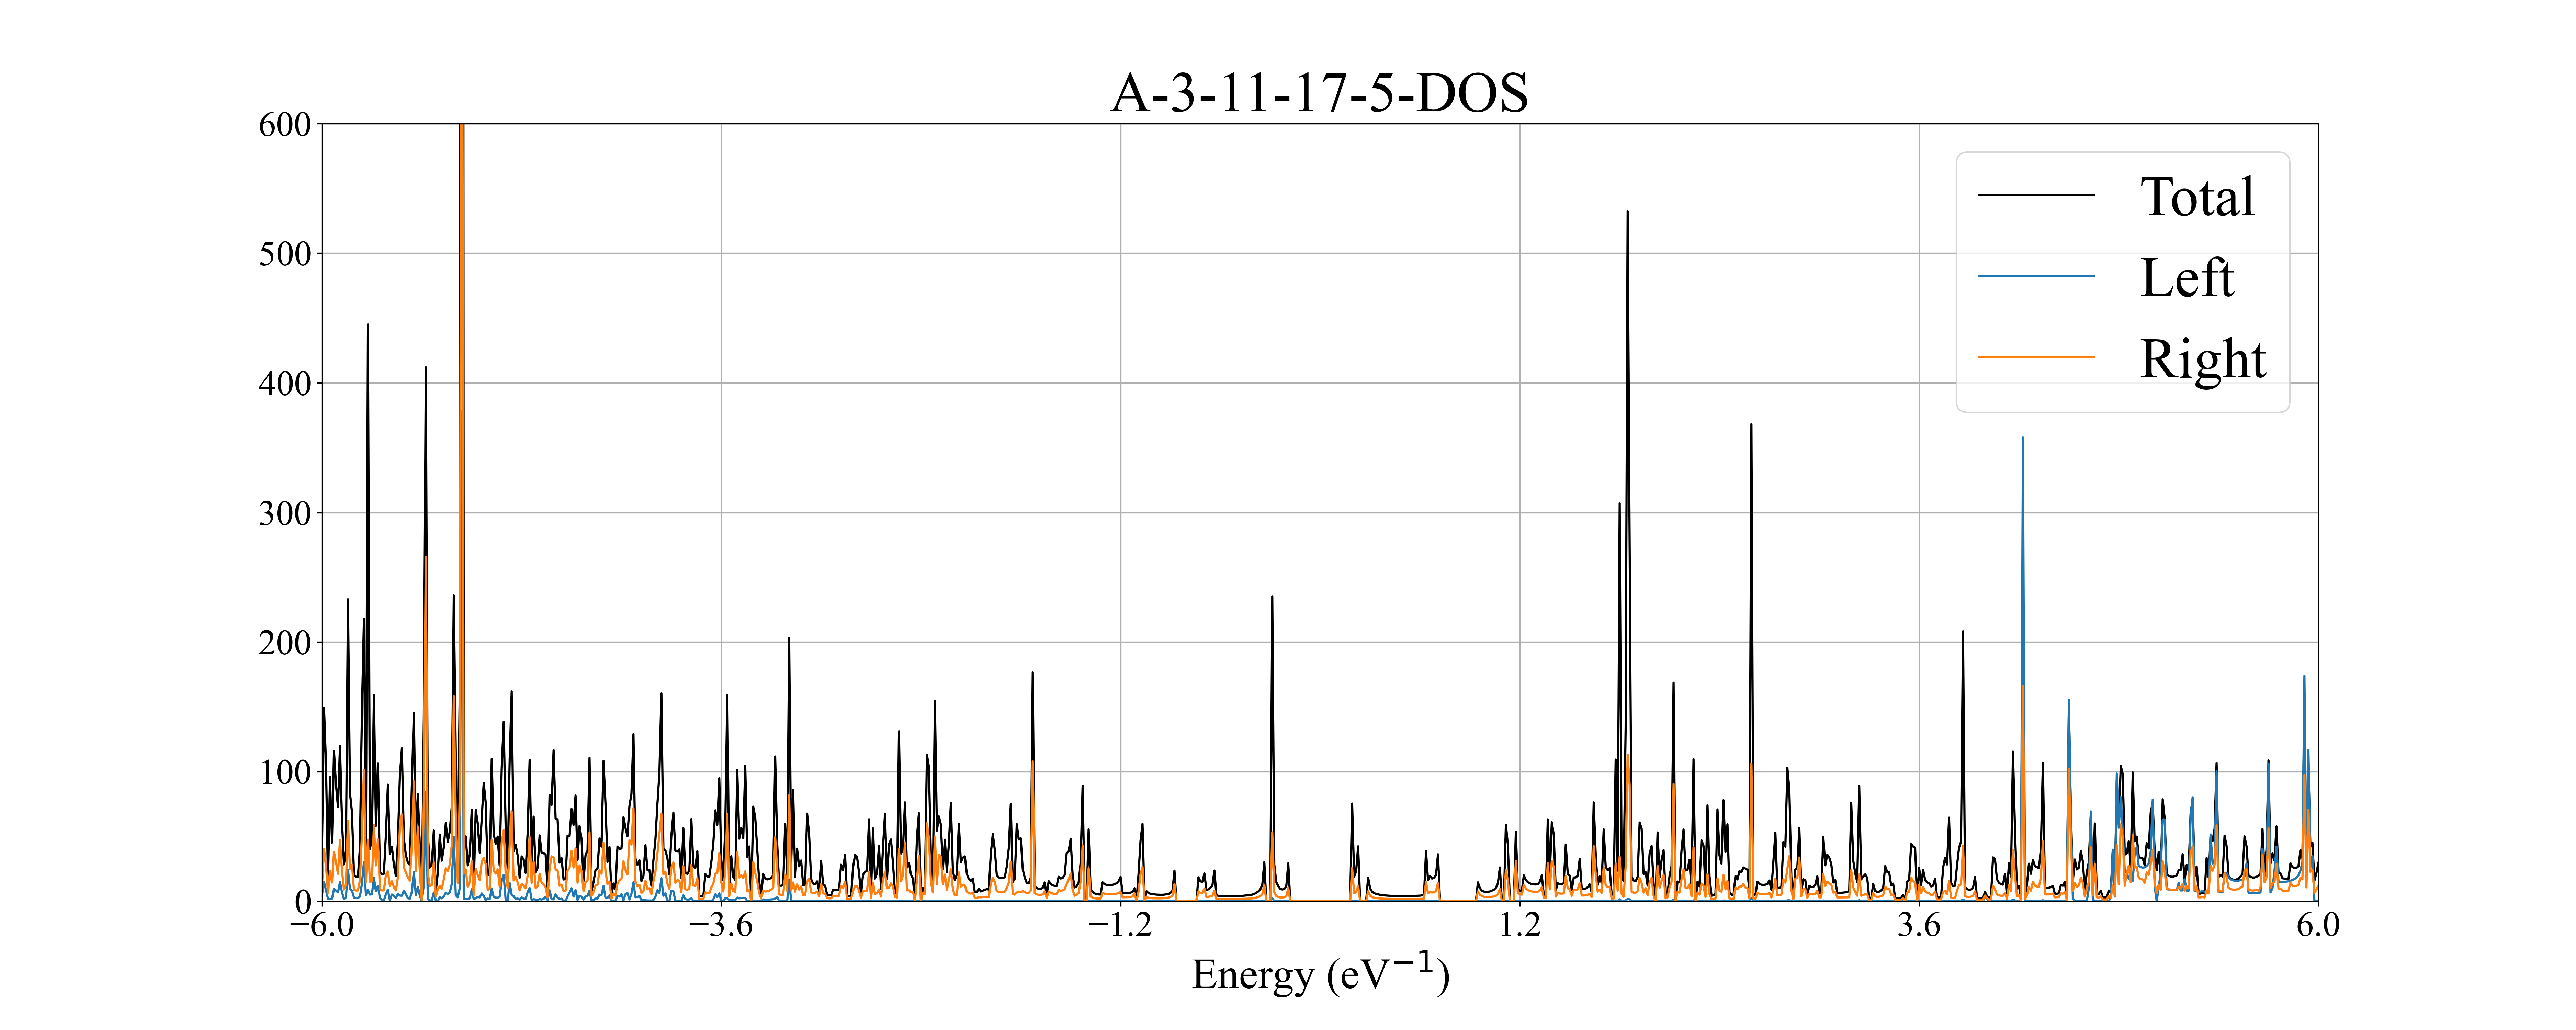 A-3-11-17-5-DOS
600
500
400
300
200
100
0
Total
Left
Right
−6.0
−3.6
−1.2
1.2
3.6
6.0
Energy (eV⁻¹)